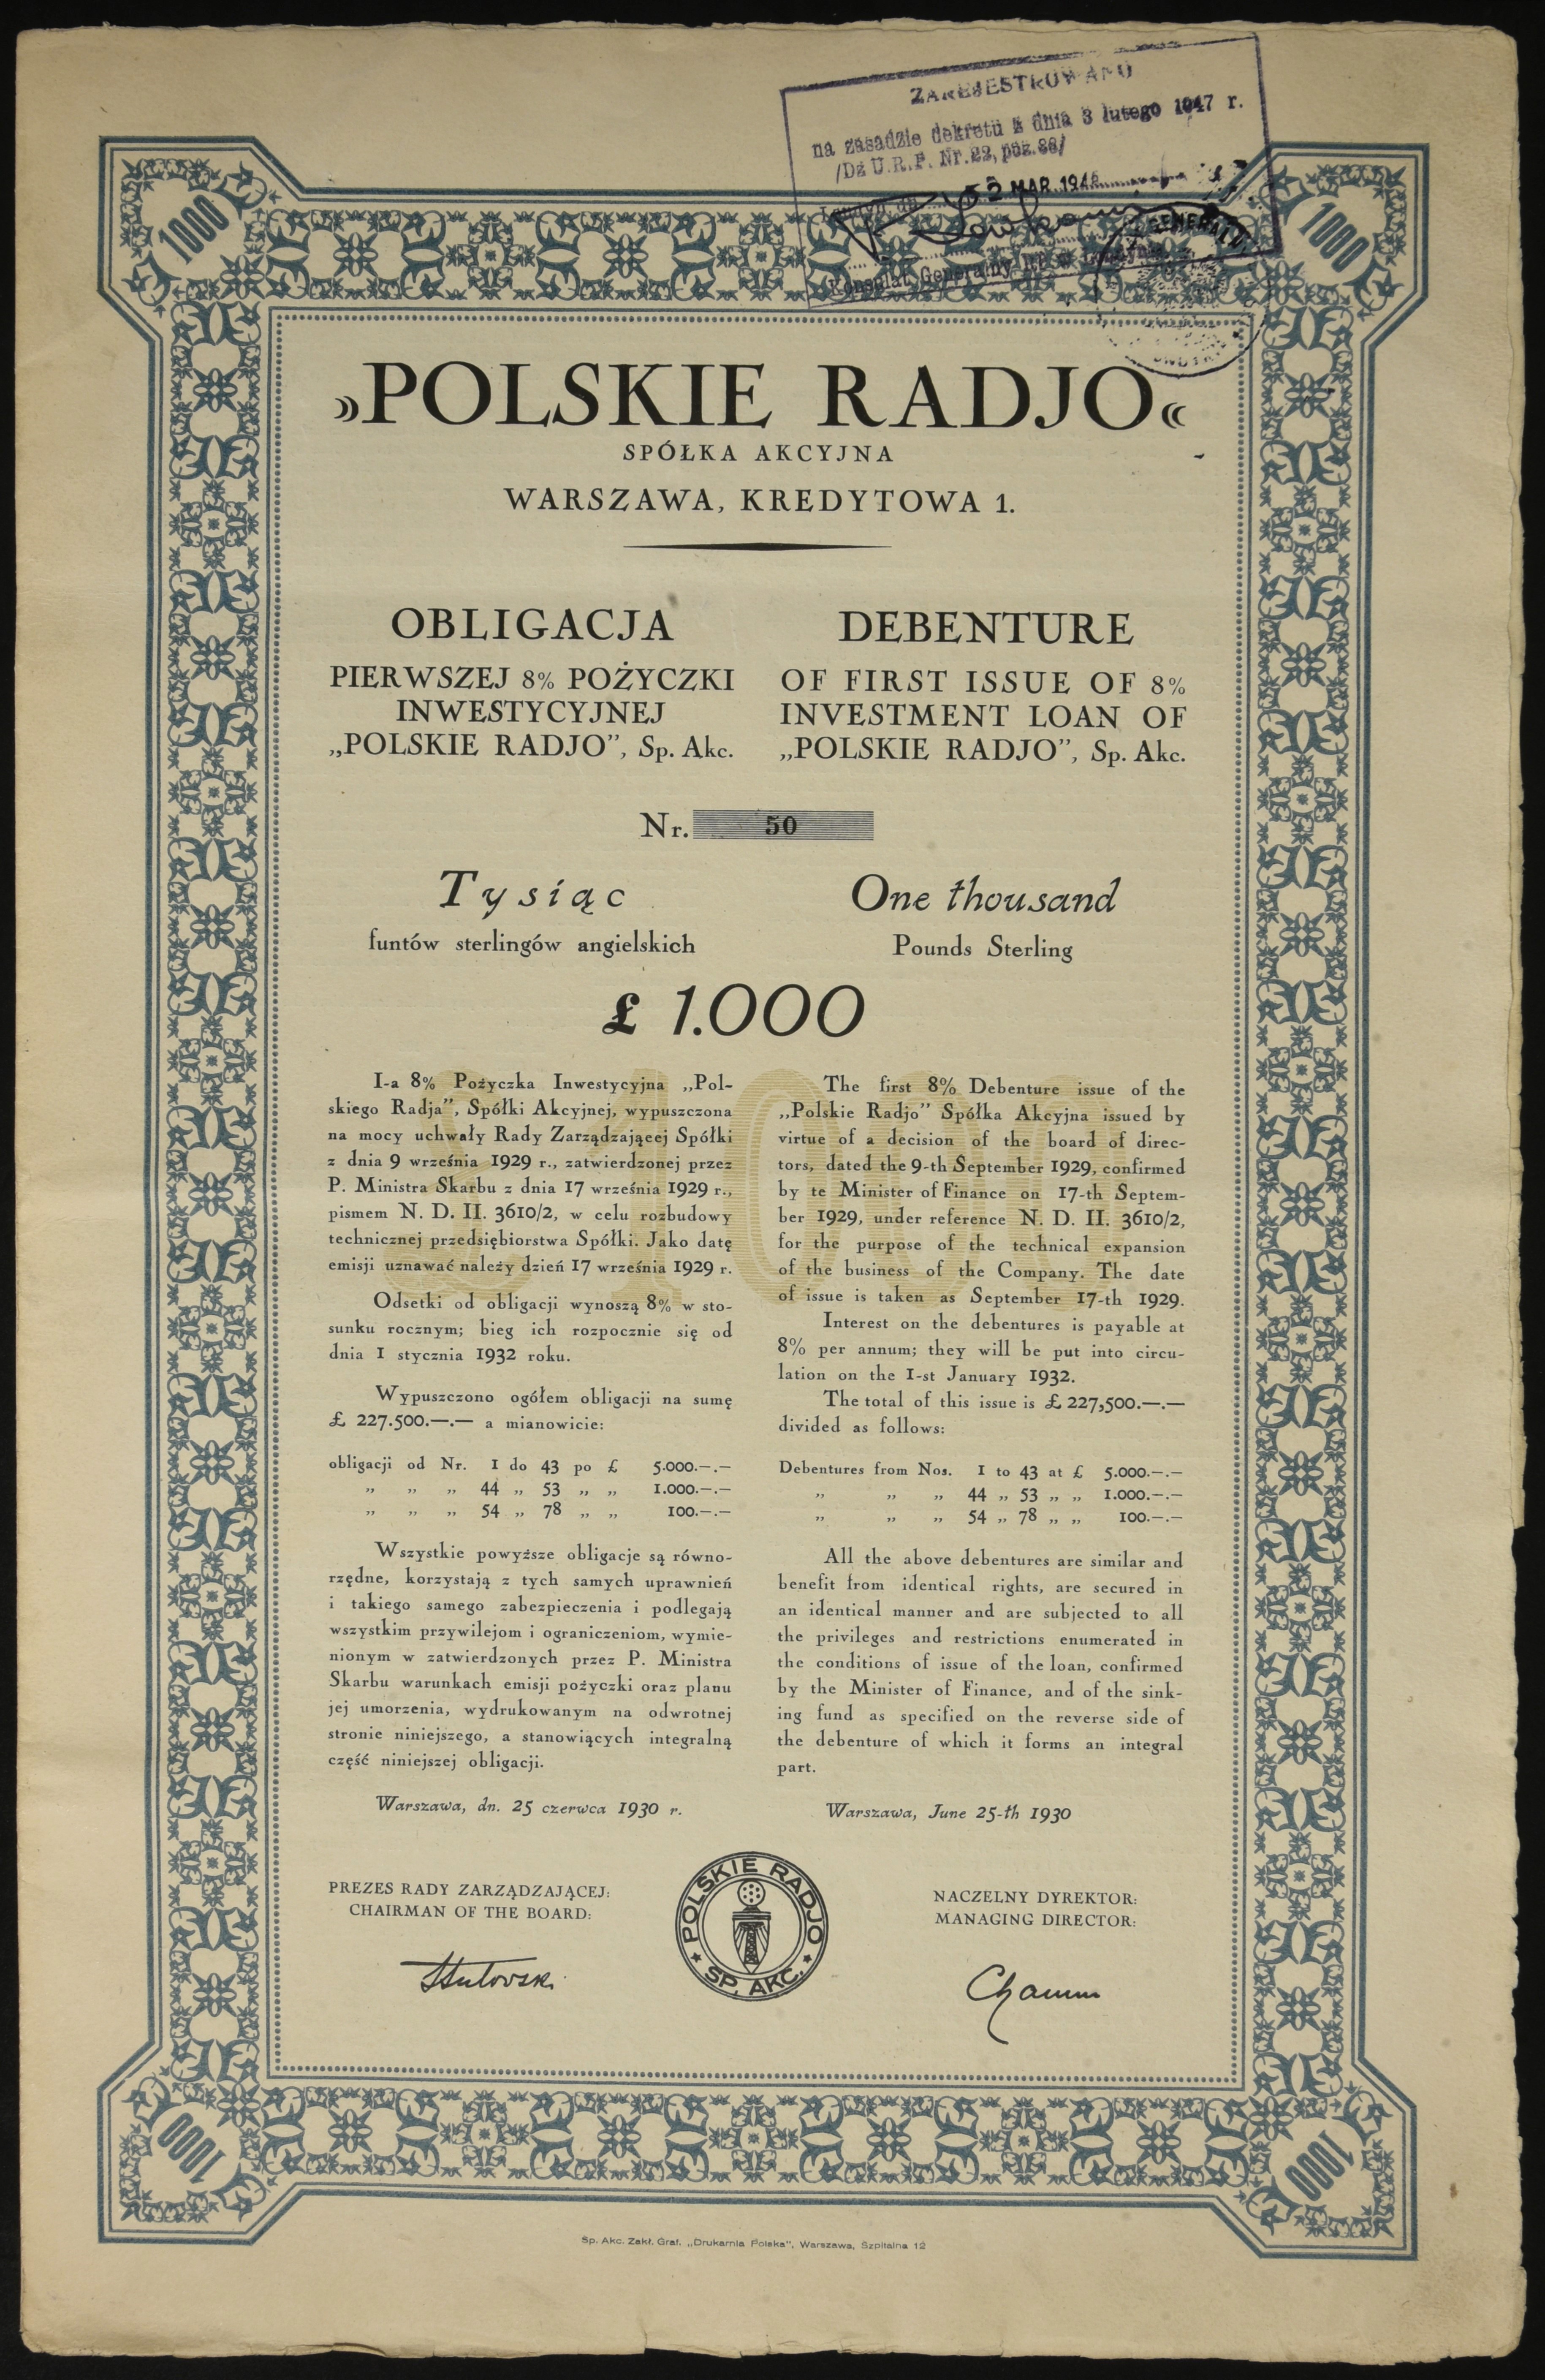 ZAREJESTROWANO
na zasadzie dekretu z dnia 3 lutego 1947 r.
/Dz U.R.P. Nr.22, poz.88/
MAR. 194
Konsulat Generalny
GENERALNY
1000
1000
»POLSKIE RADJO«
SPÓŁKA AKCYJNA
WARSZAWA, KREDYTOWA 1.
OBLIGACJA
PIERWSZEJ 8% POŻYCZKI
INWESTYCYJNEJ
„POLSKIE RADJO”, Sp. Akc.
DEBENTURE
OF FIRST ISSUE OF 8%
INVESTMENT LOAN OF
„POLSKIE RADJO”, Sp. Akc.
Nr. 50
Tysiąc
funtów sterlingów angielskich
One thousand
Pounds Sterling
£ 1.000
I-a 8% Pożyczka Inwestycyjna „Pol-
skiego Radja”, Spółki Akcyjnej, wypuszczona
na mocy uchwały Rady Zarządzająeej Spółki
z dnia 9 września 1929 r., zatwierdzonej przez
P. Ministra Skarbu z dnia 17 września 1929 r.,
pismem N. D. II. 3610/2, w celu rozbudowy
technicznej przedsiębiorstwa Spółki. Jako datę
emisji uznawać należy dzień 17 września 1929 r.
Odsetki od obligacji wynoszą 8% w sto-
sunku rocznym; bieg ich rozpocznie się od
dnia 1 stycznia 1932 roku.
Wypuszczono ogółem obligacji na sumę
£ 227.500.—.— a mianowicie:
obligacji od Nr. 1 do 43 po £ 5.000.—.—
„ „ „ 44 „ 53 „ „ 1.000.—.—
„ „ „ 54 „ 78 „ „ 100.—.—
Wszystkie powyższe obligacje są równo-
rzędne, korzystają z tych samych uprawnień
i takiego samego zabezpieczenia i podlegają
wszystkim przywilejom i ograniczeniom, wymie-
nionym w zatwierdzonych przez P. Ministra
Skarbu warunkach emisji pożyczki oraz planu
jej umorzenia, wydrukowanym na odwrotnej
stronie niniejszego, a stanowiących integralną
część niniejszej obligacji.
Warszawa, dn. 25 czerwca 1930 r.
The first 8% Debenture issue of the
„Polskie Radjo” Spółka Akcyjna issued by
virtue of a decision of the board of direc-
tors, dated the 9-th September 1929, confirmed
by te Minister of Finance on 17-th Septem-
ber 1929, under reference N. D. II. 3610/2,
for the purpose of the technical expansion
of the business of the Company. The date
of issue is taken as September 17-th 1929.
Interest on the debentures is payable at
8% per annum; they will be put into circu-
lation on the 1-st January 1932.
The total of this issue is £ 227,500.—.—
divided as follows:
Debentures from Nos. 1 to 43 at £ 5.000.—.—
„ „ „ 44 „ 53 „ „ 1.000.—.—
„ „ „ 54 „ 78 „ „ 100.—.—
All the above debentures are similar and
benefit from identical rights, are secured in
an identical manner and are subjected to all
the privileges and restrictions enumerated in
the conditions of issue of the loan, confirmed
by the Minister of Finance, and of the sink-
ing fund as specified on the reverse side of
the debenture of which it forms an integral
part.
Warszawa, June 25-th 1930
PREZES RADY ZARZĄDZAJĄCEJ:
CHAIRMAN OF THE BOARD:
POLSKIE RADJO
SP. AKC.
NACZELNY DYREKTOR:
MANAGING DIRECTOR:
1000
1000
Sp. Akc. Zakł. Graf. „Drukarnia Polska”, Warszawa, Szpitalna 12